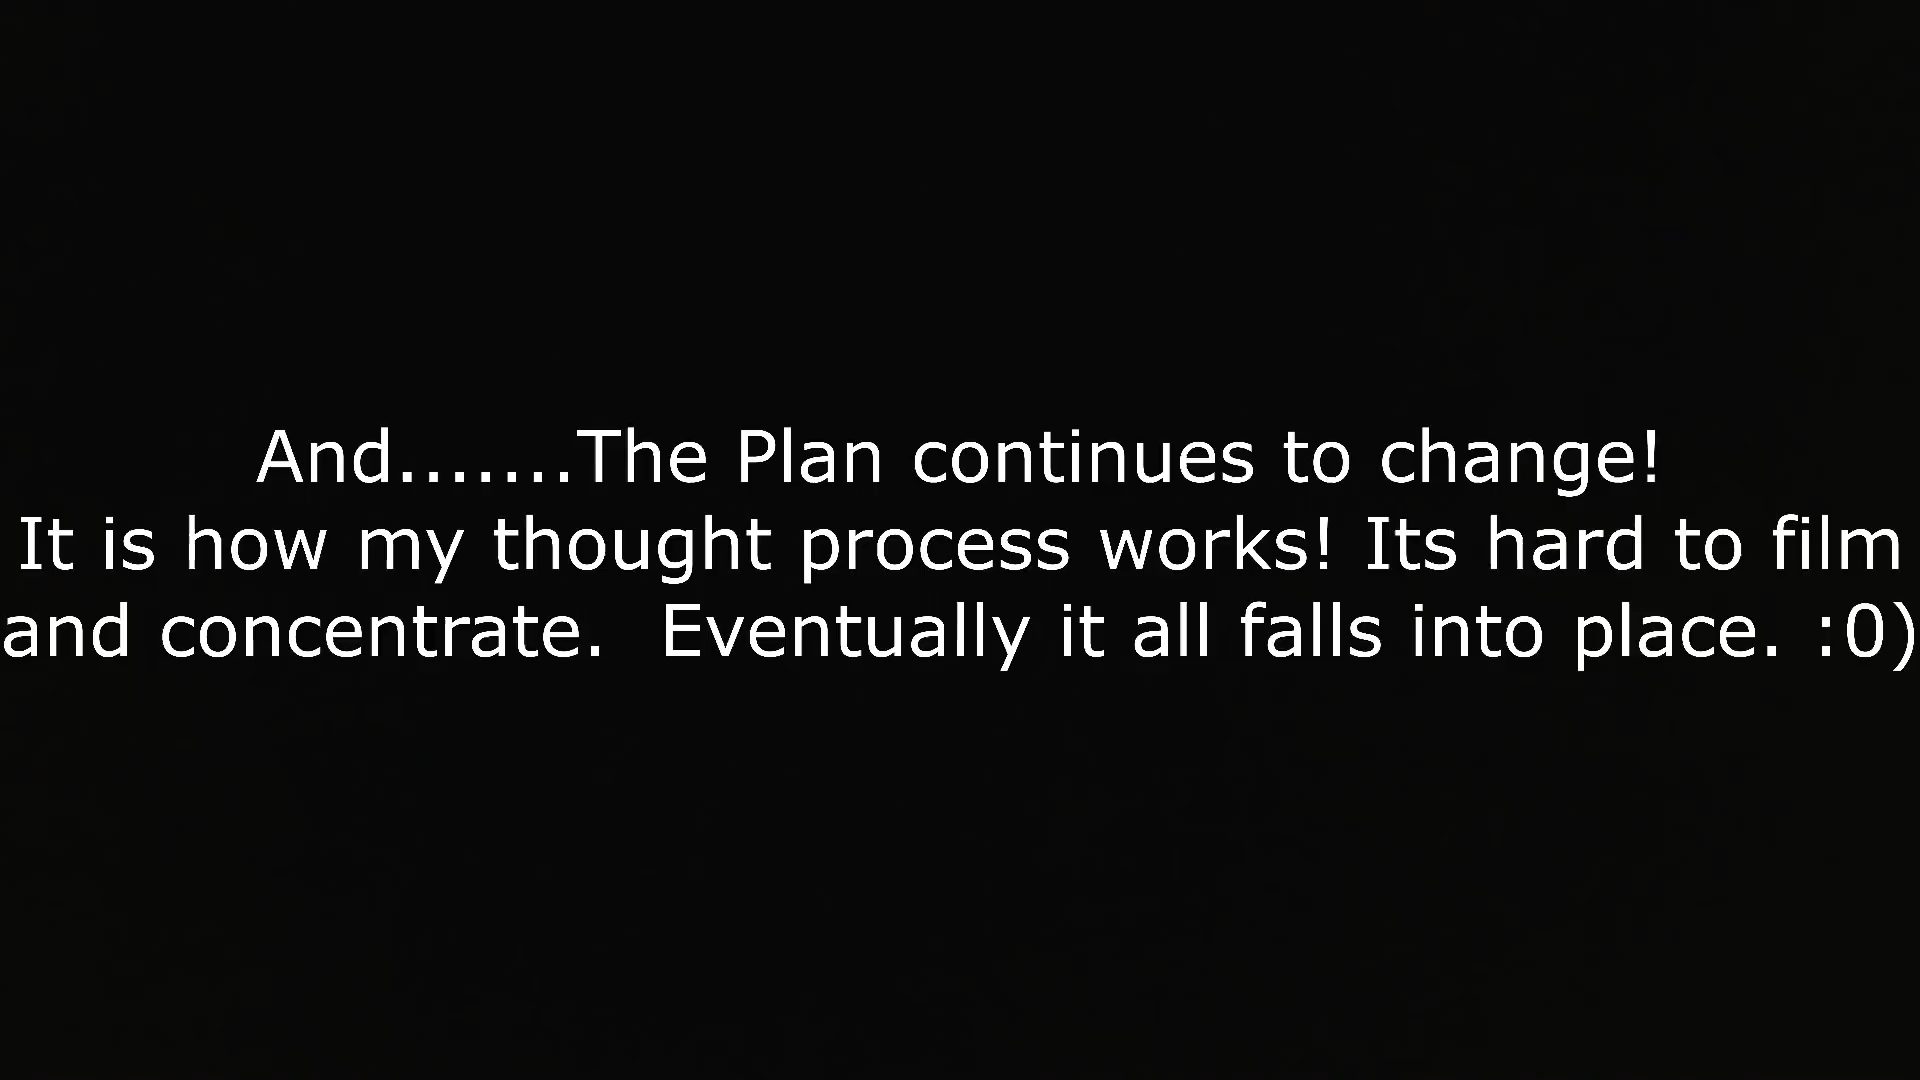 And.......The Plan continues to change!
It is how my thought process works! Its hard to film
and concentrate.  Eventually it all falls into place. :0)